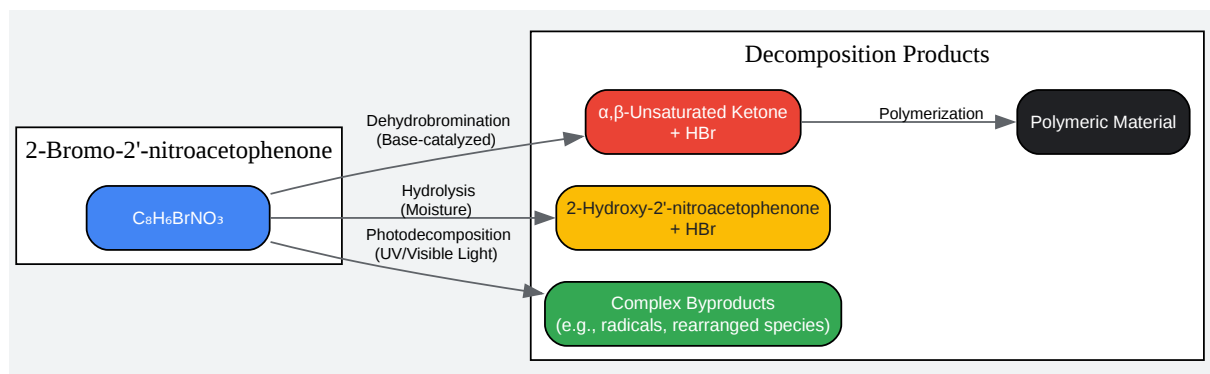 2-Bromo-2'-nitroacetophenone
C₈H₆BrNO₃
Dehydrobromination
(Base-catalyzed)
Hydrolysis
(Moisture)
Photodecomposition
(UV/Visible Light)
Decomposition Products
α,β-Unsaturated Ketone
+ HBr
Polymerization
Polymeric Material
2-Hydroxy-2'-nitroacetophenone
+ HBr
Complex Byproducts
(e.g., radicals, rearranged species)